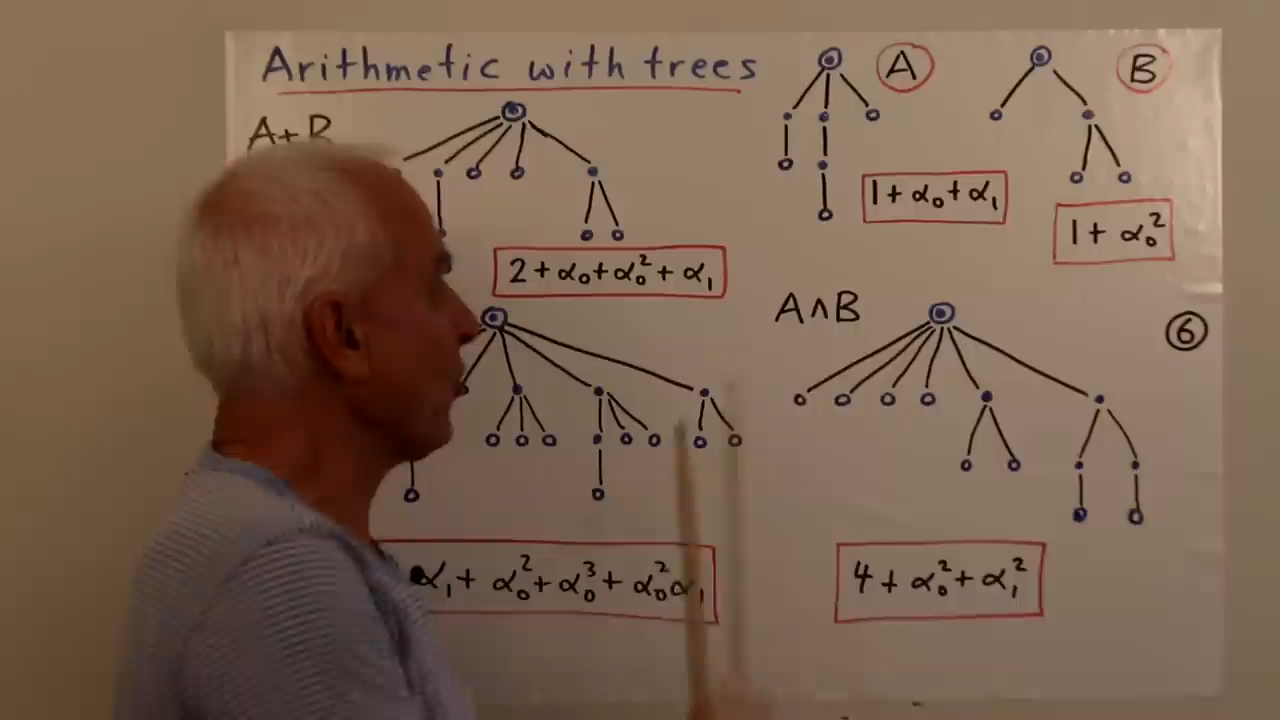 Arithmetic with trees
A
B
A+B
1 + α₀ + α₁
1 + α₀²
2 + α₀ + α₀² + α₁
A∧B
6
α₁ + α₀² + α₀³ + α₀²α₁
4 + α₀² + α₁²